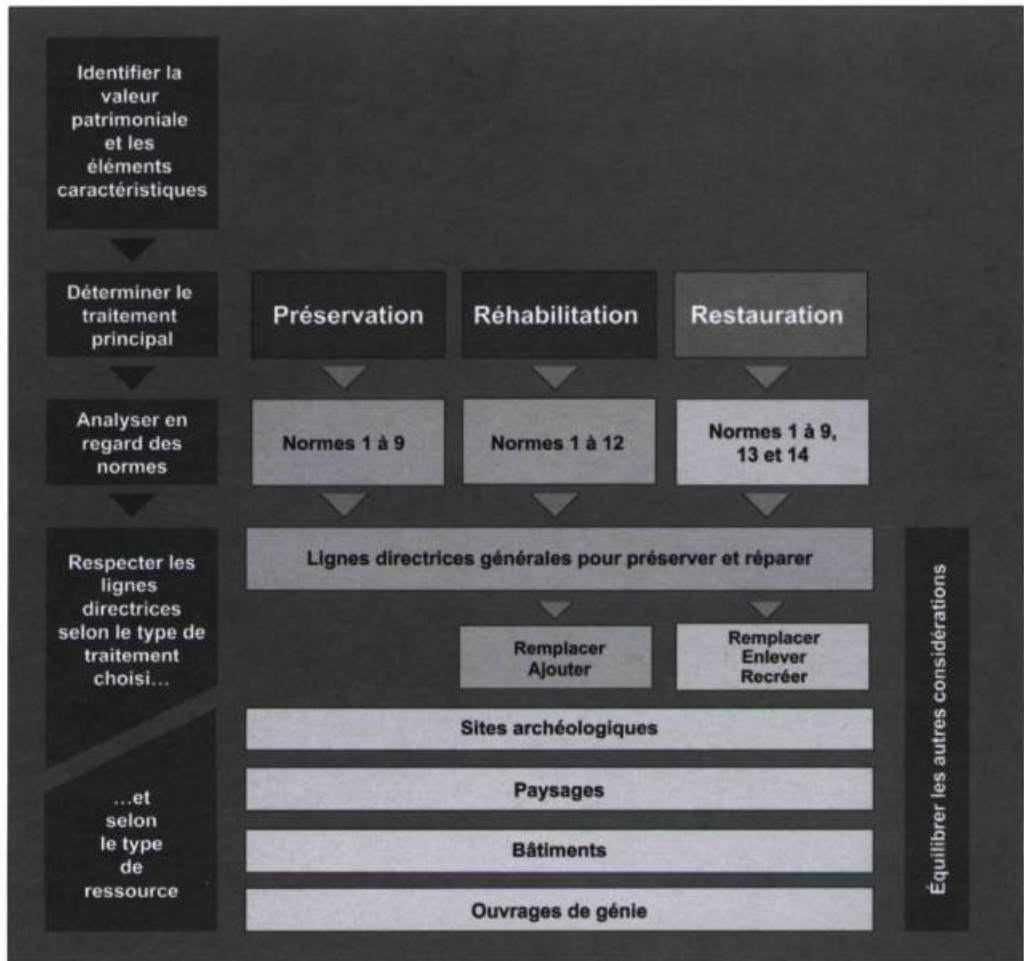 Identifier la
valeur
patrimoniale
et les
éléments
caractéristiques
Déterminer le
traitement
principal
Préservation
Réhabilitation
Restauration
Analyser en
regard des
normes
Normes 1 à 9
Normes 1 à 12
Normes 1 à 9,
13 et 14
Respecter les
lignes
directrices
selon le type de
traitement
choisi...
Lignes directrices générales pour préserver et réparer
Remplacer
Ajouter
Remplacer
Enlever
Recréer
...et
selon
le type
de
ressource
Sites archéologiques
Paysages
Bâtiments
Ouvrages de génie
Équilibrer les autres considérations